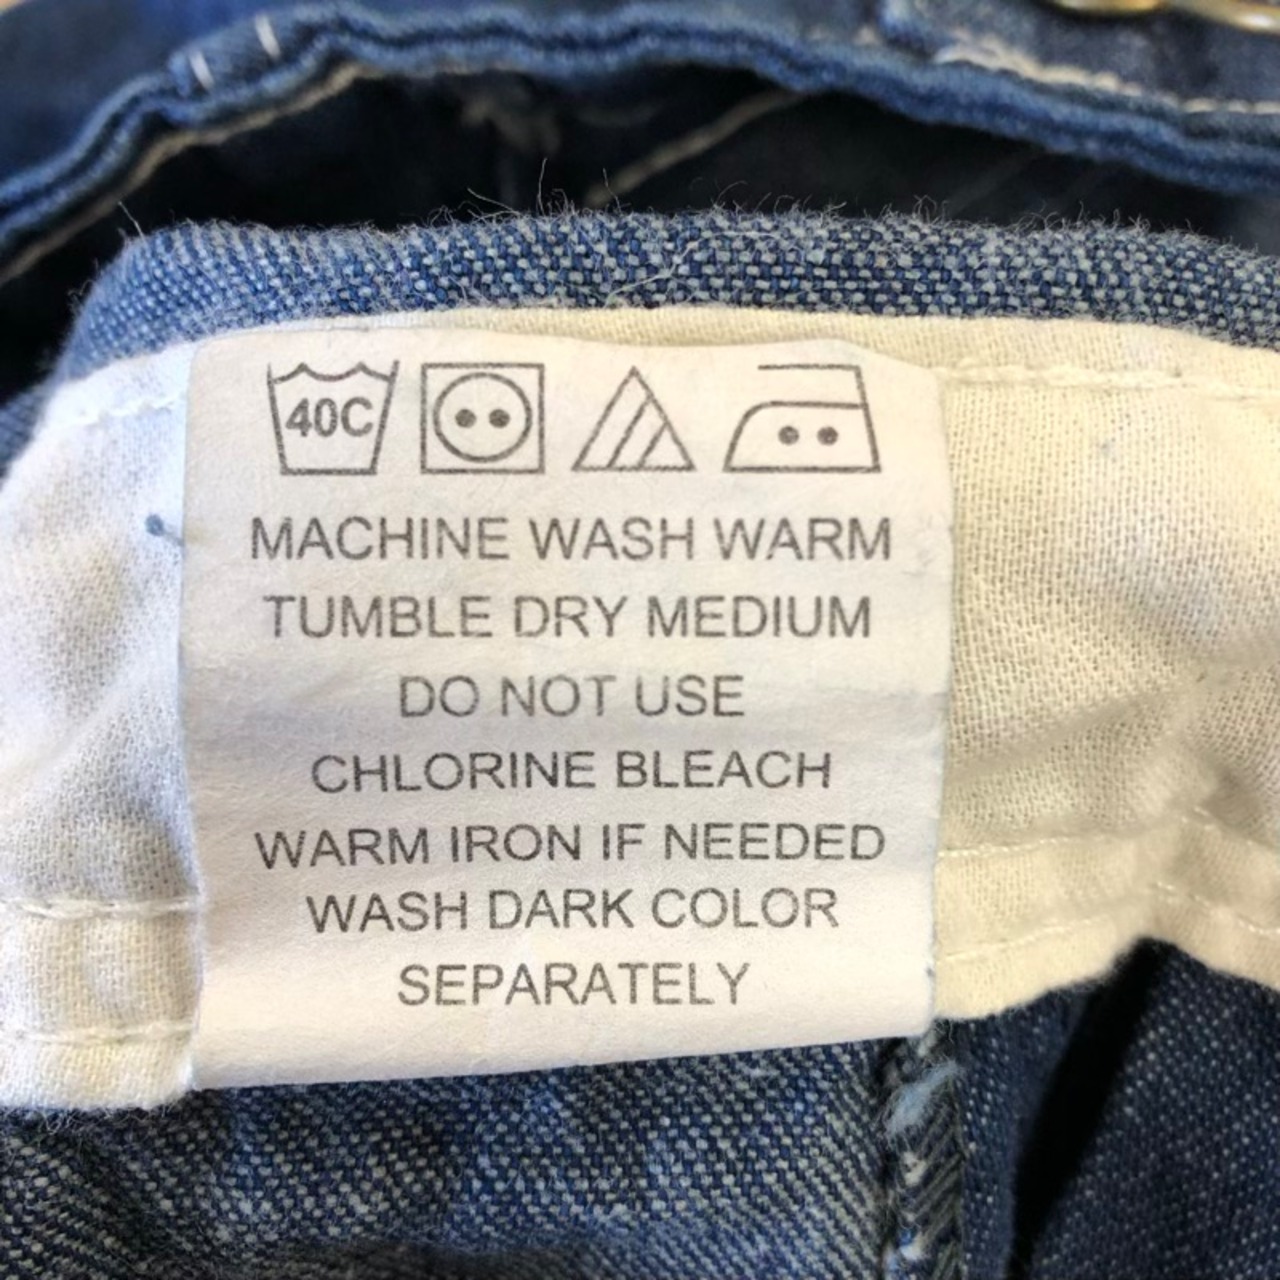 40C
MACHINE WASH WARM
TUMBLE DRY MEDIUM
DO NOT USE
CHLORINE BLEACH
WARM IRON IF NEEDED
WASH DARK COLOR
SEPARATELY